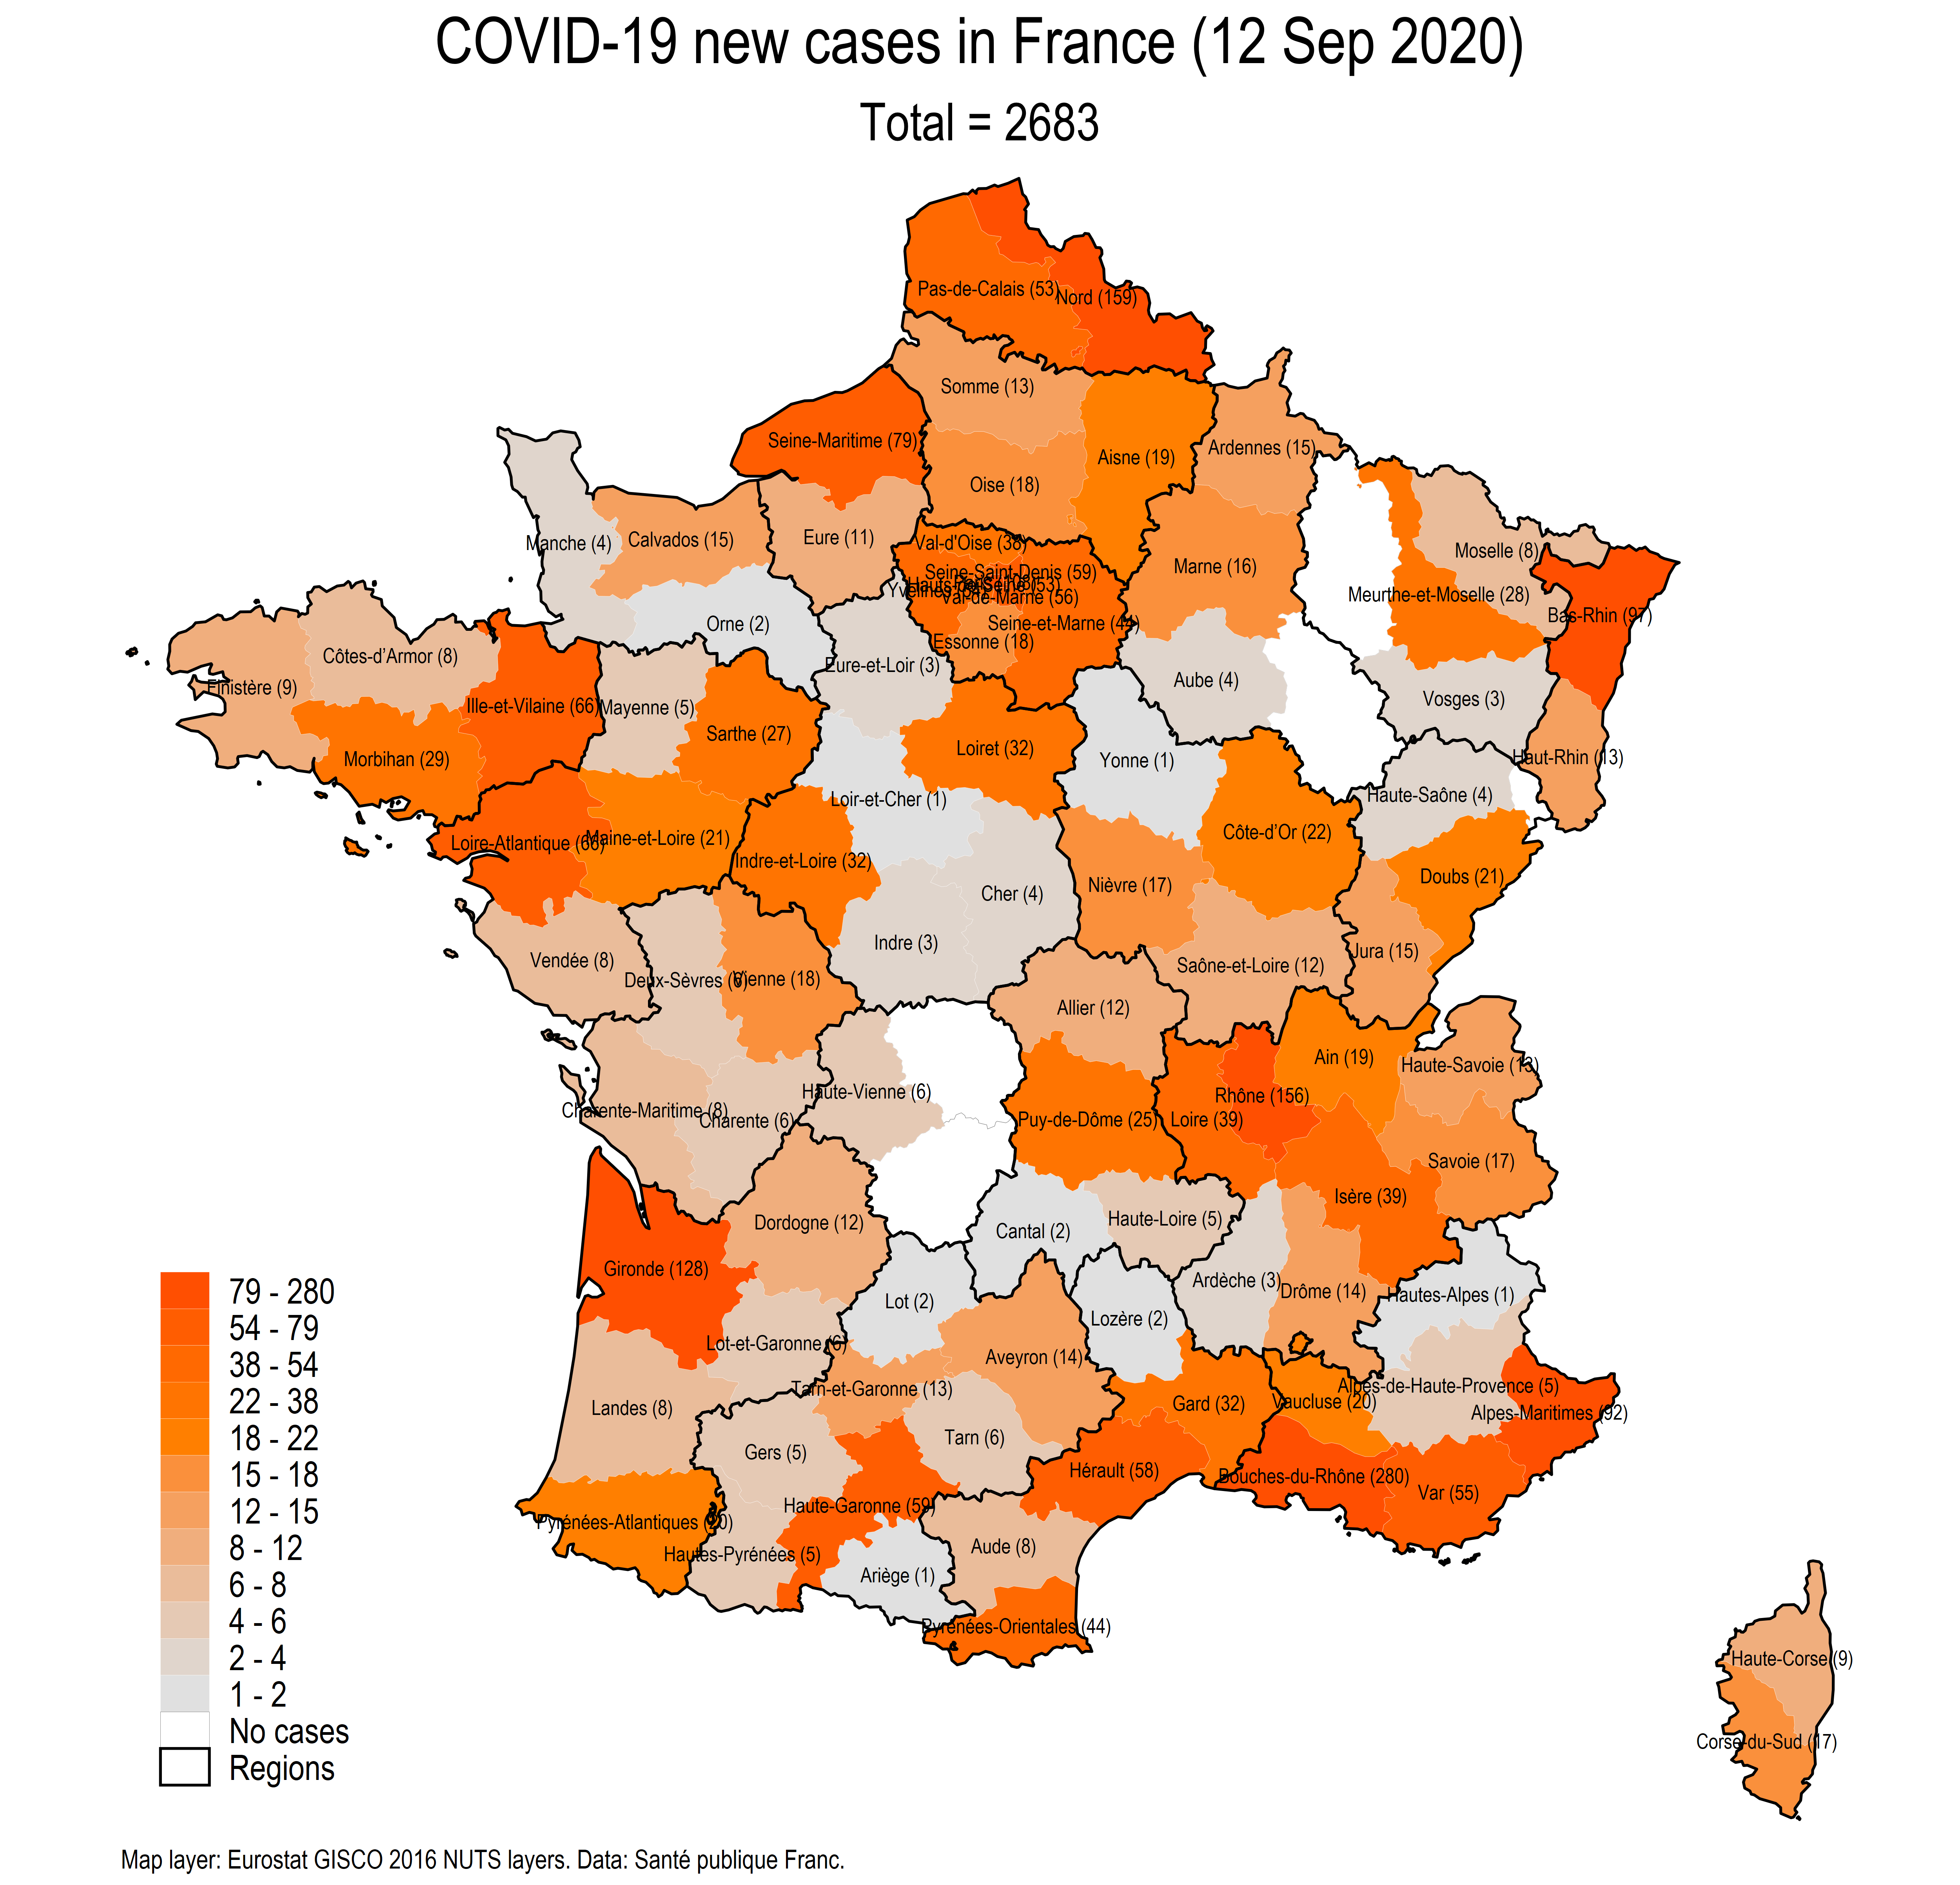 COVID-19 new cases in France (12 Sep 2020)
Total = 2683
Pas-de-Calais (53)
Nord (159)
Somme (13)
Seine-Maritime (79)
Aisne (19)
Ardennes (15)
Oise (18)
Manche (4)
Calvados (15)
Eure (11)
Val-d'Oise (38)
Moselle (8)
Marne (16)
Seine-Saint-Denis (59)
Val-de-Marne (56)
Meurthe-et-Moselle (28)
Bas-Rhin (97)
Orne (2)
Seine-et-Marne (44)
Essonne (18)
Côtes-d’Armor (8)
Eure-et-Loir (3)
Aube (4)
Finistère (9)
Vosges (3)
Ille-et-Vilaine (66)
Mayenne (5)
Sarthe (27)
Loiret (32)
Morbihan (29)
Yonne (1)
Haut-Rhin (13)
Haute-Saône (4)
Loir-et-Cher (1)
Côte-d’Or (22)
Loire-Atlantique (66)
Maine-et-Loire (21)
Indre-et-Loire (32)
Doubs (21)
Nièvre (17)
Cher (4)
Indre (3)
Jura (15)
Vendée (8)
Saône-et-Loire (12)
Deux-Sèvres (6)
Vienne (18)
Allier (12)
Ain (19)
Haute-Savoie (13)
Haute-Vienne (6)
Rhône (156)
Charente-Maritime (8)
Charente (6)
Puy-de-Dôme (25)
Loire (39)
Savoie (17)
Isère (39)
Dordogne (12)
Haute-Loire (5)
Cantal (2)
Gironde (128)
Ardèche (3)
Drôme (14)
Hautes-Alpes (1)
Lot (2)
Lozère (2)
Lot-et-Garonne (6)
Aveyron (14)
Tarn-et-Garonne (13)
Alpes-de-Haute-Provence (5)
Landes (8)
Gard (32)
Vaucluse (20)
Alpes-Maritimes (92)
Tarn (6)
Gers (5)
Hérault (58)
Bouches-du-Rhône (280)
Var (55)
Haute-Garonne (59)
Pyrénées-Atlantiques (20)
Aude (8)
Hautes-Pyrénées (5)
Ariège (1)
Pyrénées-Orientales (44)
Haute-Corse (9)
Corse-du-Sud (17)
79 - 280
54 - 79
38 - 54
22 - 38
18 - 22
15 - 18
12 - 15
8 - 12
6 - 8
4 - 6
2 - 4
1 - 2
No cases
Regions
Map layer: Eurostat GISCO 2016 NUTS layers. Data: Santé publique Franc.